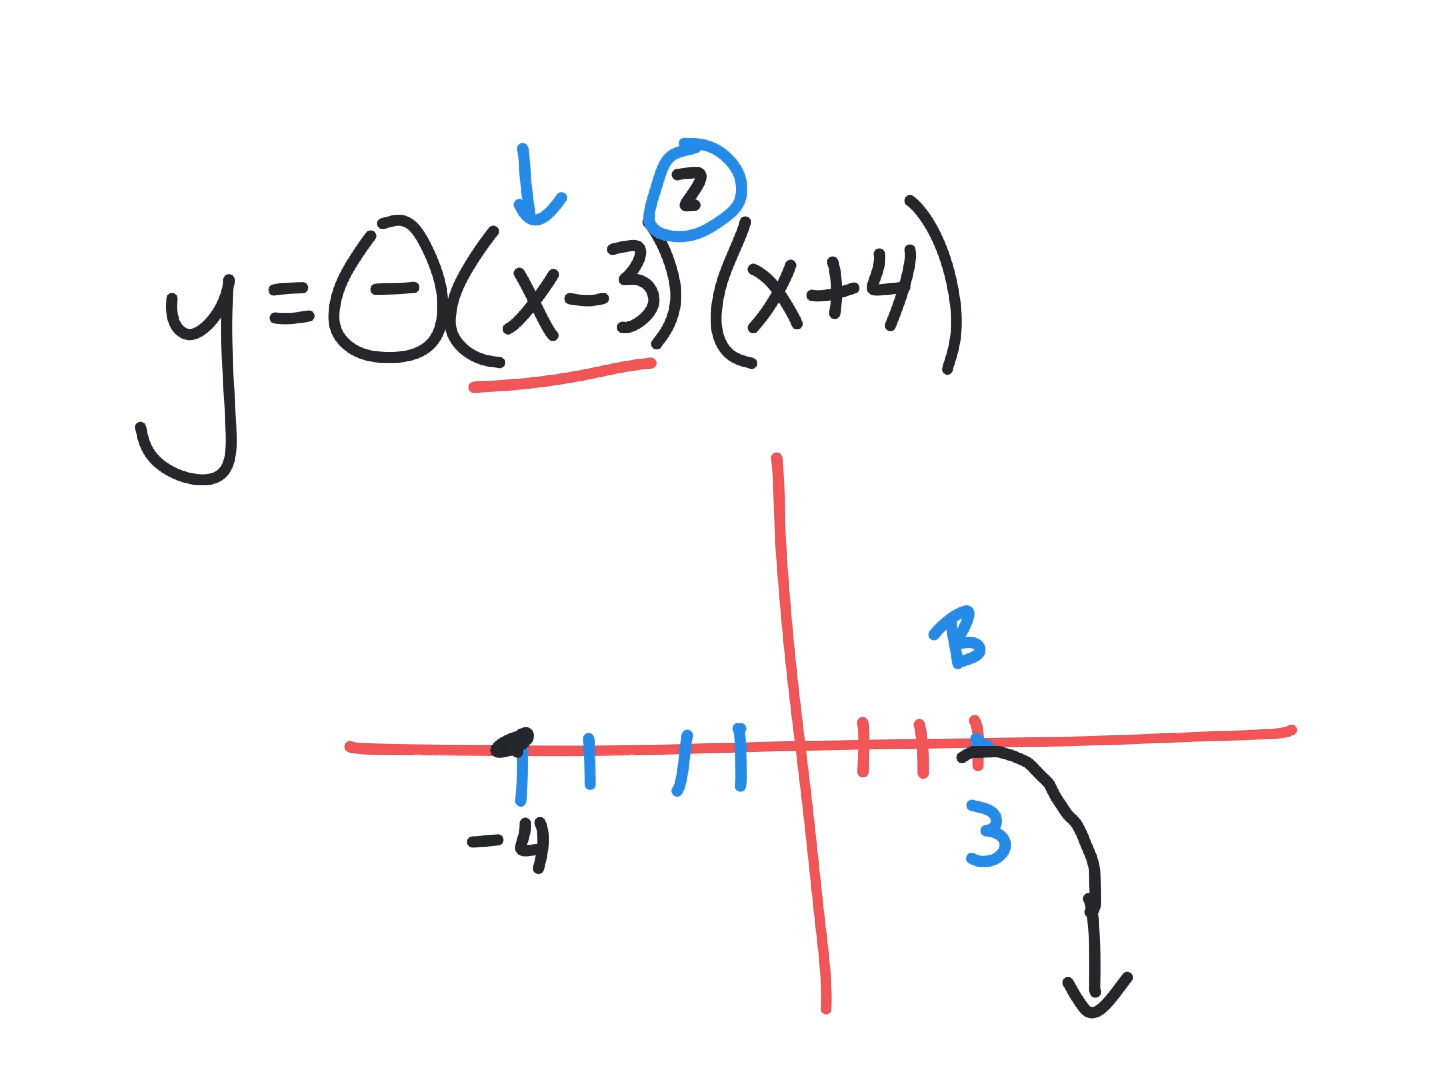 y = -(x-3)²(x+4)
B
-4
3